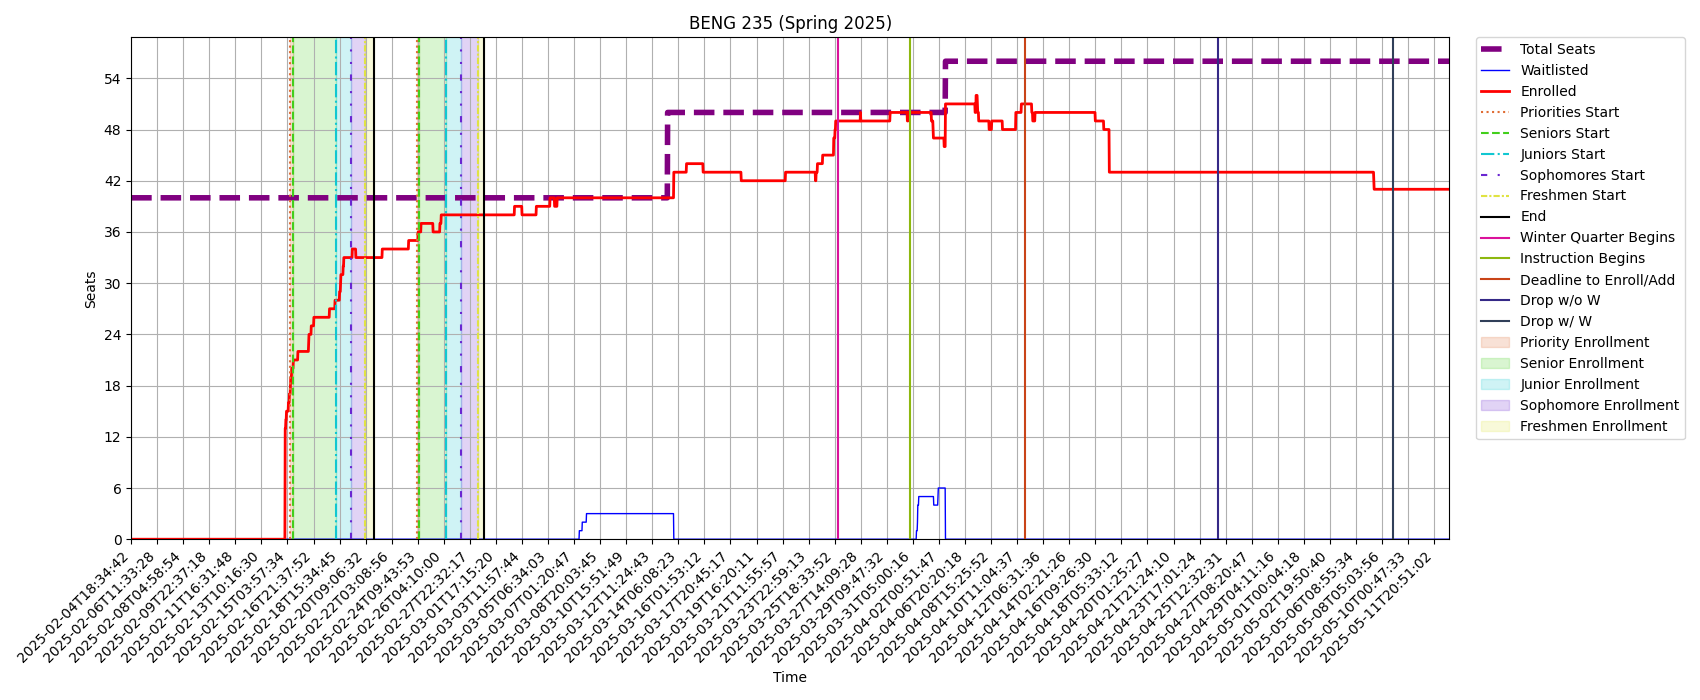 BENG 235 (Spring 2025)
Seats
54
48
42
36
30
24
18
12
6
0
2025-02-04T18:34:42
2025-02-06T11:33:28
2025-02-08T04:58:54
2025-02-09T22:37:18
2025-02-11T16:31:48
2025-02-13T10:16:30
2025-02-15T03:57:34
2025-02-16T21:37:52
2025-02-18T15:34:45
2025-02-20T09:06:32
2025-02-22T03:08:56
2025-02-24T09:43:53
2025-02-26T04:10:00
2025-02-27T22:32:17
2025-03-01T17:15:20
2025-03-03T11:57:44
2025-03-05T06:34:03
2025-03-07T01:20:47
2025-03-08T20:03:45
2025-03-10T15:51:49
2025-03-12T11:24:43
2025-03-14T06:08:23
2025-03-16T01:53:12
2025-03-17T20:45:17
2025-03-19T16:20:11
2025-03-21T11:55:57
2025-03-23T22:59:13
2025-03-25T18:33:52
2025-03-27T14:09:28
2025-03-29T09:47:32
2025-03-31T05:00:16
2025-04-02T00:51:47
2025-04-06T20:20:18
2025-04-08T15:25:52
2025-04-10T11:04:37
2025-04-12T06:31:36
2025-04-14T02:21:26
2025-04-16T09:26:30
2025-04-18T05:33:12
2025-04-20T01:25:27
2025-04-21T21:24:10
2025-04-23T17:01:24
2025-04-25T12:32:31
2025-04-27T08:20:47
2025-04-29T04:11:16
2025-05-01T00:04:18
2025-05-02T19:50:40
2025-05-06T08:55:34
2025-05-08T05:03:56
2025-05-10T00:47:33
2025-05-11T20:51:02
Time
Total Seats
Waitlisted
Enrolled
Priorities Start
Seniors Start
Juniors Start
Sophomores Start
Freshmen Start
End
Winter Quarter Begins
Instruction Begins
Deadline to Enroll/Add
Drop w/o W
Drop w/ W
Priority Enrollment
Senior Enrollment
Junior Enrollment
Sophomore Enrollment
Freshmen Enrollment